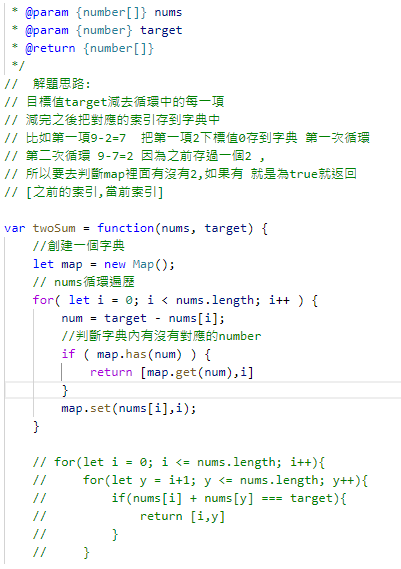 * @param {number[]} nums
* @param {number} target
* @return {number[]}
*/
// 解題思路:
// 目標值target減去循環中的每一項
// 減完之後把對應的索引存到字典中
// 比如第一項9-2=7  把第一項2下標值0存到字典 第一次循環
// 第二次循環 9-7=2 因為之前存過一個2 ,
// 所以要去判斷map裡面有沒有2,如果有 就是為true就返回
// [之前的索引,當前索引]
var twoSum = function(nums, target) {
//創建一個字典
let map = new Map();
// nums循環遍歷
for( let i = 0; i < nums.length; i++ ) {
num = target - nums[i];
//判斷字典內有沒有對應的number
if ( map.has(num) ) {
return [map.get(num),i]
}
map.set(nums[i],i);
}
// for(let i = 0; i <= nums.length; i++){
//     for(let y = i+1; y <= nums.length; y++){
//         if(nums[i] + nums[y] === target){
//             return [i,y]
//         }
//     }